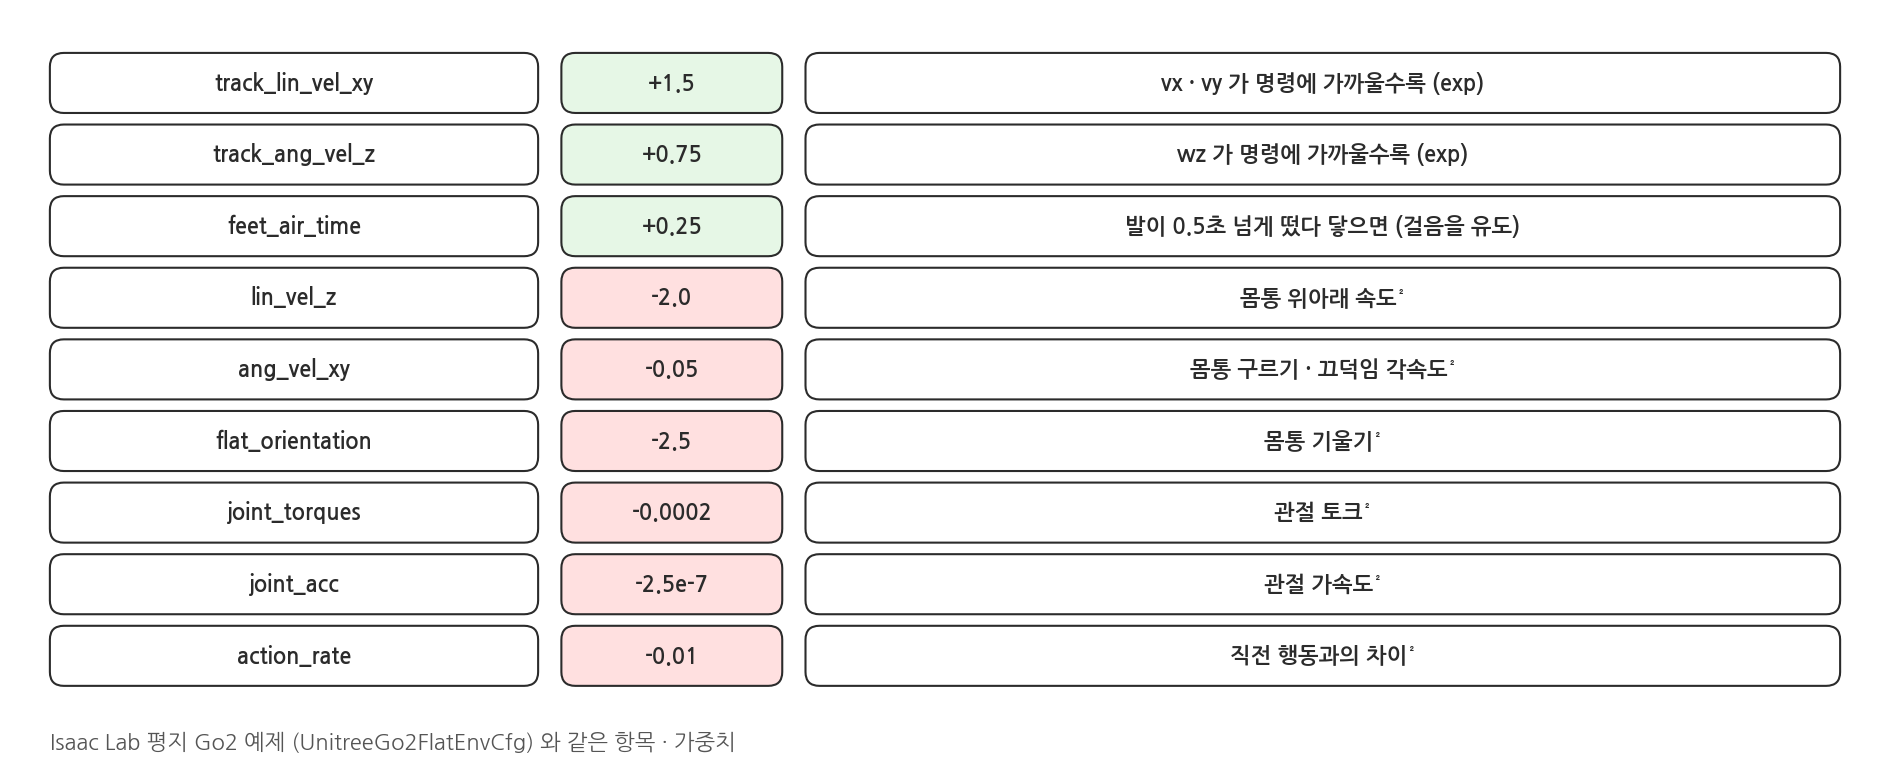 track_lin_vel_xy +1.5 vx · vy 가 명령에 가까울수록 (exp)
track_ang_vel_z +0.75 wz 가 명령에 가까울수록 (exp)
feet_air_time +0.25 발이 0.5초 넘게 떴다 닿으면 (걸음을 유도)
lin_vel_z -2.0 몸통 위아래 속도²
ang_vel_xy -0.05 몸통 구르기 · 끄덕임 각속도²
flat_orientation -2.5 몸통 기울기²
joint_torques -0.0002 관절 토크²
joint_acc -2.5e-7 관절 가속도²
action_rate -0.01 직전 행동과의 차이²
Isaac Lab 평지 Go2 예제 (UnitreeGo2FlatEnvCfg) 와 같은 항목 · 가중치